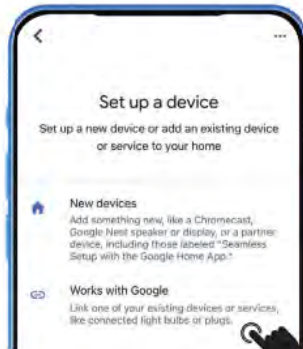 Set up a device
Set up a new device or add an existing device
or service to your home
New devices
Add something new, like a Chromecast,
Google Nest speaker or display, or a partner
device, including those labeled "Seamless
Setup with the Google Home App."
Works with Google
Link one of your existing devices or services,
like connected light bulbs or plugs.